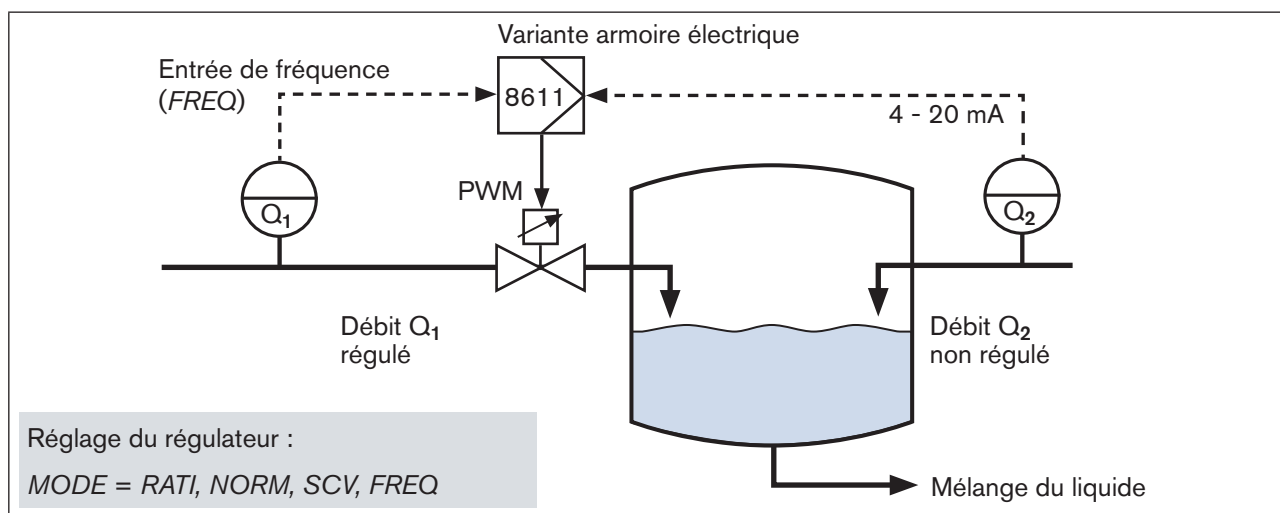 Variante armoire électrique
Entrée de fréquence
(FREQ)
8611
4 - 20 mA
PWM
Q1
Q2
Débit Q1
régulé
Débit Q2
non régulé
Réglage du régulateur :
MODE = RATI, NORM, SCV, FREQ
Mélange du liquide